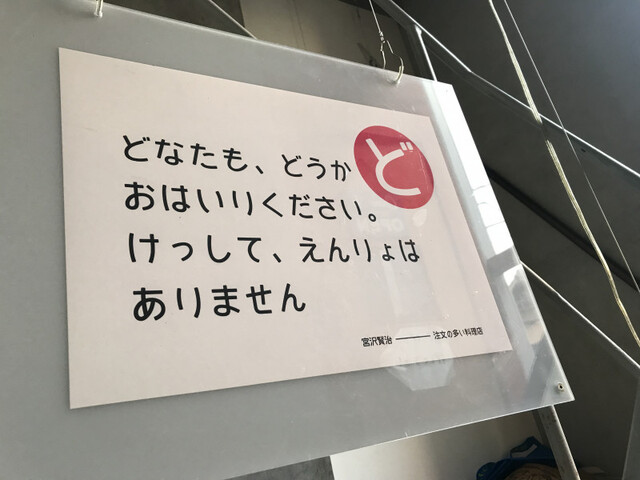 どなたも、どうか
おはいりください。
けっして、えんりょは
ありません
ど
宮沢賢治 ──── 注文の多い料理店